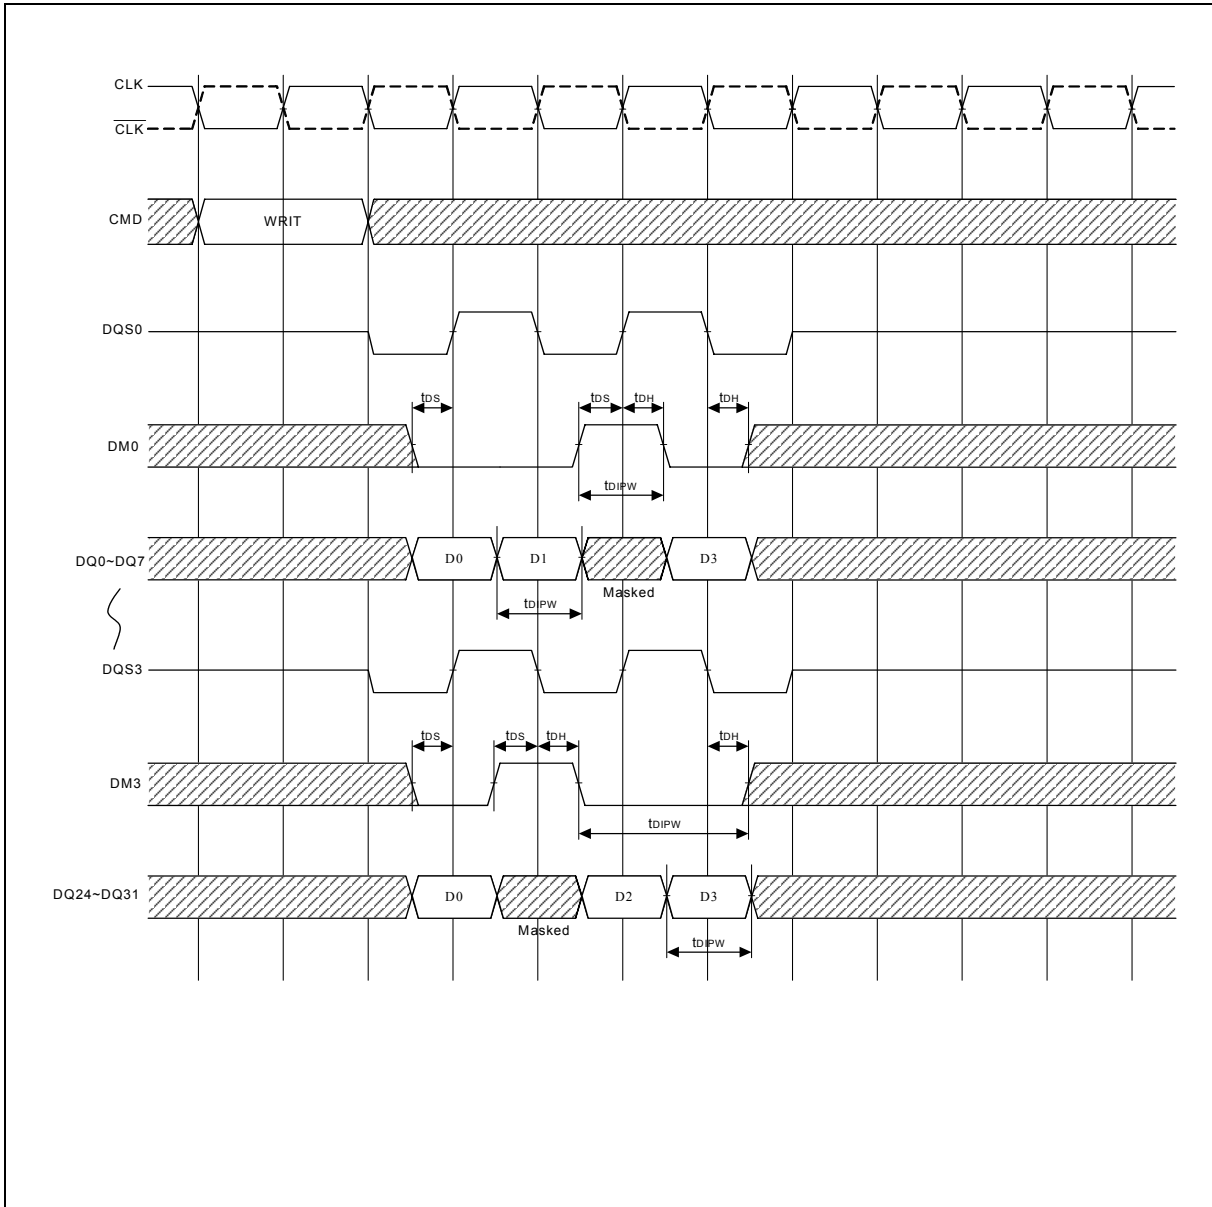 CLK
CLK
CMD
WRIT
DQS0
tDS
tDS
tDH
tDH
DM0
tDIPW
DQ0~DQ7
D0
D1
D3
Masked
tDIPW
DQS3
tDS
tDS
tDH
tDH
DM3
tDIPW
DQ24~DQ31
D0
D2
D3
Masked
tDIPW